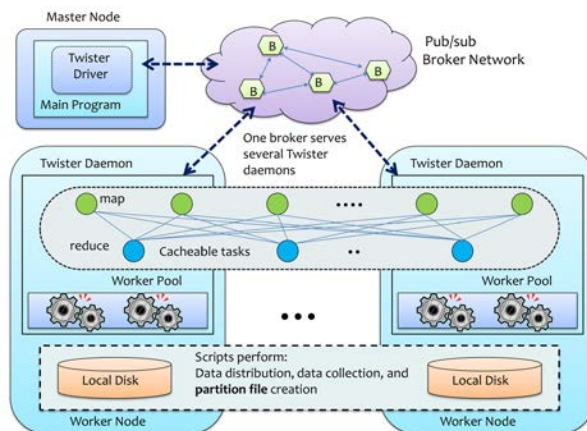 Master Node
Twister
Driver
Main Program
B
B
B
B
Pub/sub
Broker Network
One broker serves
several Twister
daemons
Twister Daemon
Twister Daemon
map
reduce
Cacheable tasks
Worker Pool
Worker Pool
Scripts perform:
Data distribution, data collection, and
partition file creation
Local Disk
Local Disk
Worker Node
Worker Node